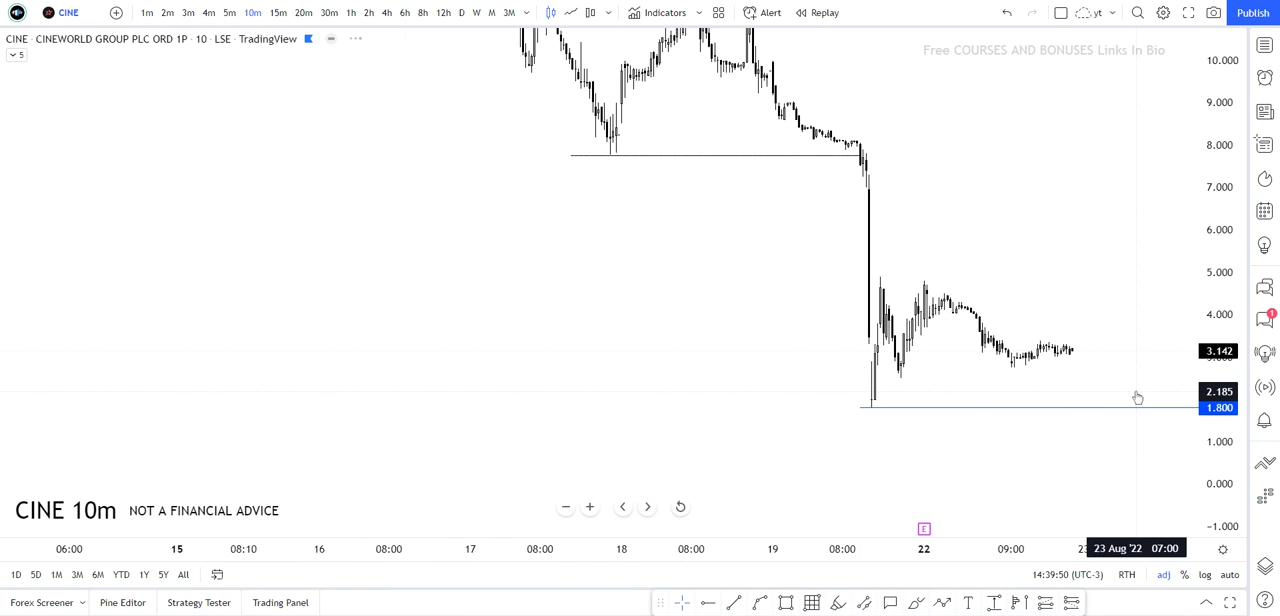 CINE 1m 2m 3m 4m 5m 10m 15m 20m 30m 1h 2h 4h 6h 8h 12h D W M 3M Indicators Alert Replay yt Publish
CINE · CINEWORLD GROUP PLC ORD 1P · 10 · LSE · TradingView
5
Free COURSES AND BONUSES Links In Bio
10.000
9.000
8.000
7.000
6.000
5.000
4.000
3.142
2.185
1.800
1.000
0.000
−1.000
1
CINE 10m NOT A FINANCIAL ADVICE
E
06:00 15 08:10 16 08:00 17 08:00 18 08:00 19 08:00 22 09:00 23 Aug '22 07:00
1D 5D 1M 3M 6M YTD 1Y 5Y All 14:39:50 (UTC-3) RTH adj % log auto
Forex Screener Pine Editor Strategy Tester Trading Panel